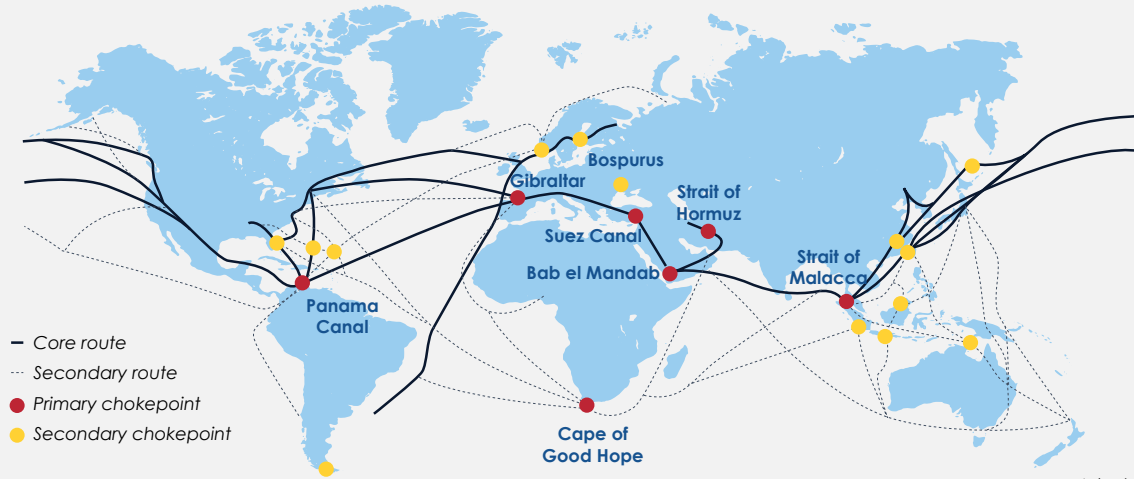 Bospurus
Gibraltar
Strait of
Hormuz
Suez Canal
Bab el Mandab
Strait of
Malacca
Panama
Canal
Core route
Secondary route
Primary chokepoint
Secondary chokepoint
Cape of
Good Hope